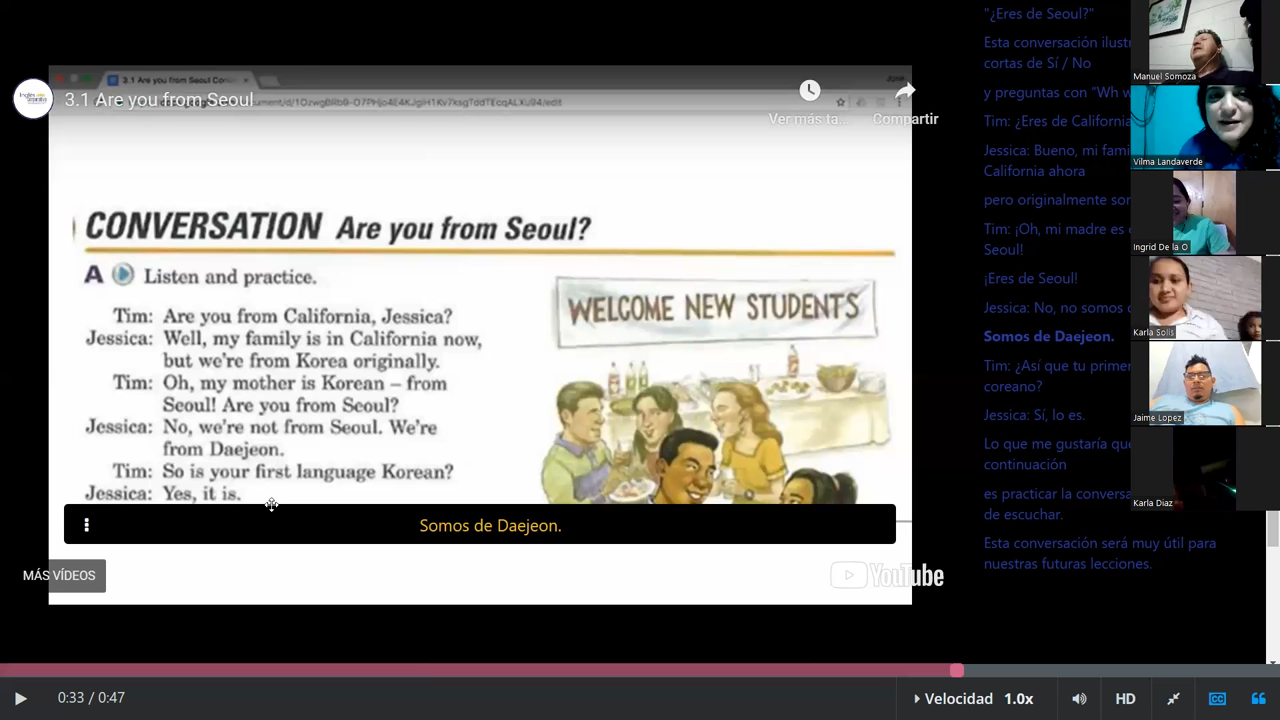 3.1 Are you from Seoul
Ver más ta...
Compartir
CONVERSATION Are you from Seoul?
A Listen and practice.
Tim: Are you from California, Jessica?
Jessica: Well, my family is in California now,
but we're from Korea originally.
Tim: Oh, my mother is Korean – from
Seoul! Are you from Seoul?
Jessica: No, we're not from Seoul. We're
from Daejeon.
Tim: So is your first language Korean?
Jessica: Yes, it is.
WELCOME NEW STUDENTS
Somos de Daejeon.
MÁS VÍDEOS
YouTube
0:33 / 0:47
Velocidad 1.0x
HD
CC
"¿Eres de Seoul?"
Esta conversación ilust
cortas de Sí / No
y preguntas con "Wh w
Tim: ¿Eres de California
Jessica: Bueno, mi fami
California ahora
pero originalmente son
Tim: ¡Oh, mi madre es
Seoul!
¡Eres de Seoul!
Jessica: No, no somos
Somos de Daejeon.
Tim: ¿Así que tu primer
coreano?
Jessica: Sí, lo es.
Lo que me gustaría que
continuación
es practicar la conversa
de escuchar.
Esta conversación será muy útil para
nuestras futuras lecciones.
Manuel Somoza
Vilma Landaverde
Ingrid De la O
Karla Solis
Jaime Lopez
Karla Diaz